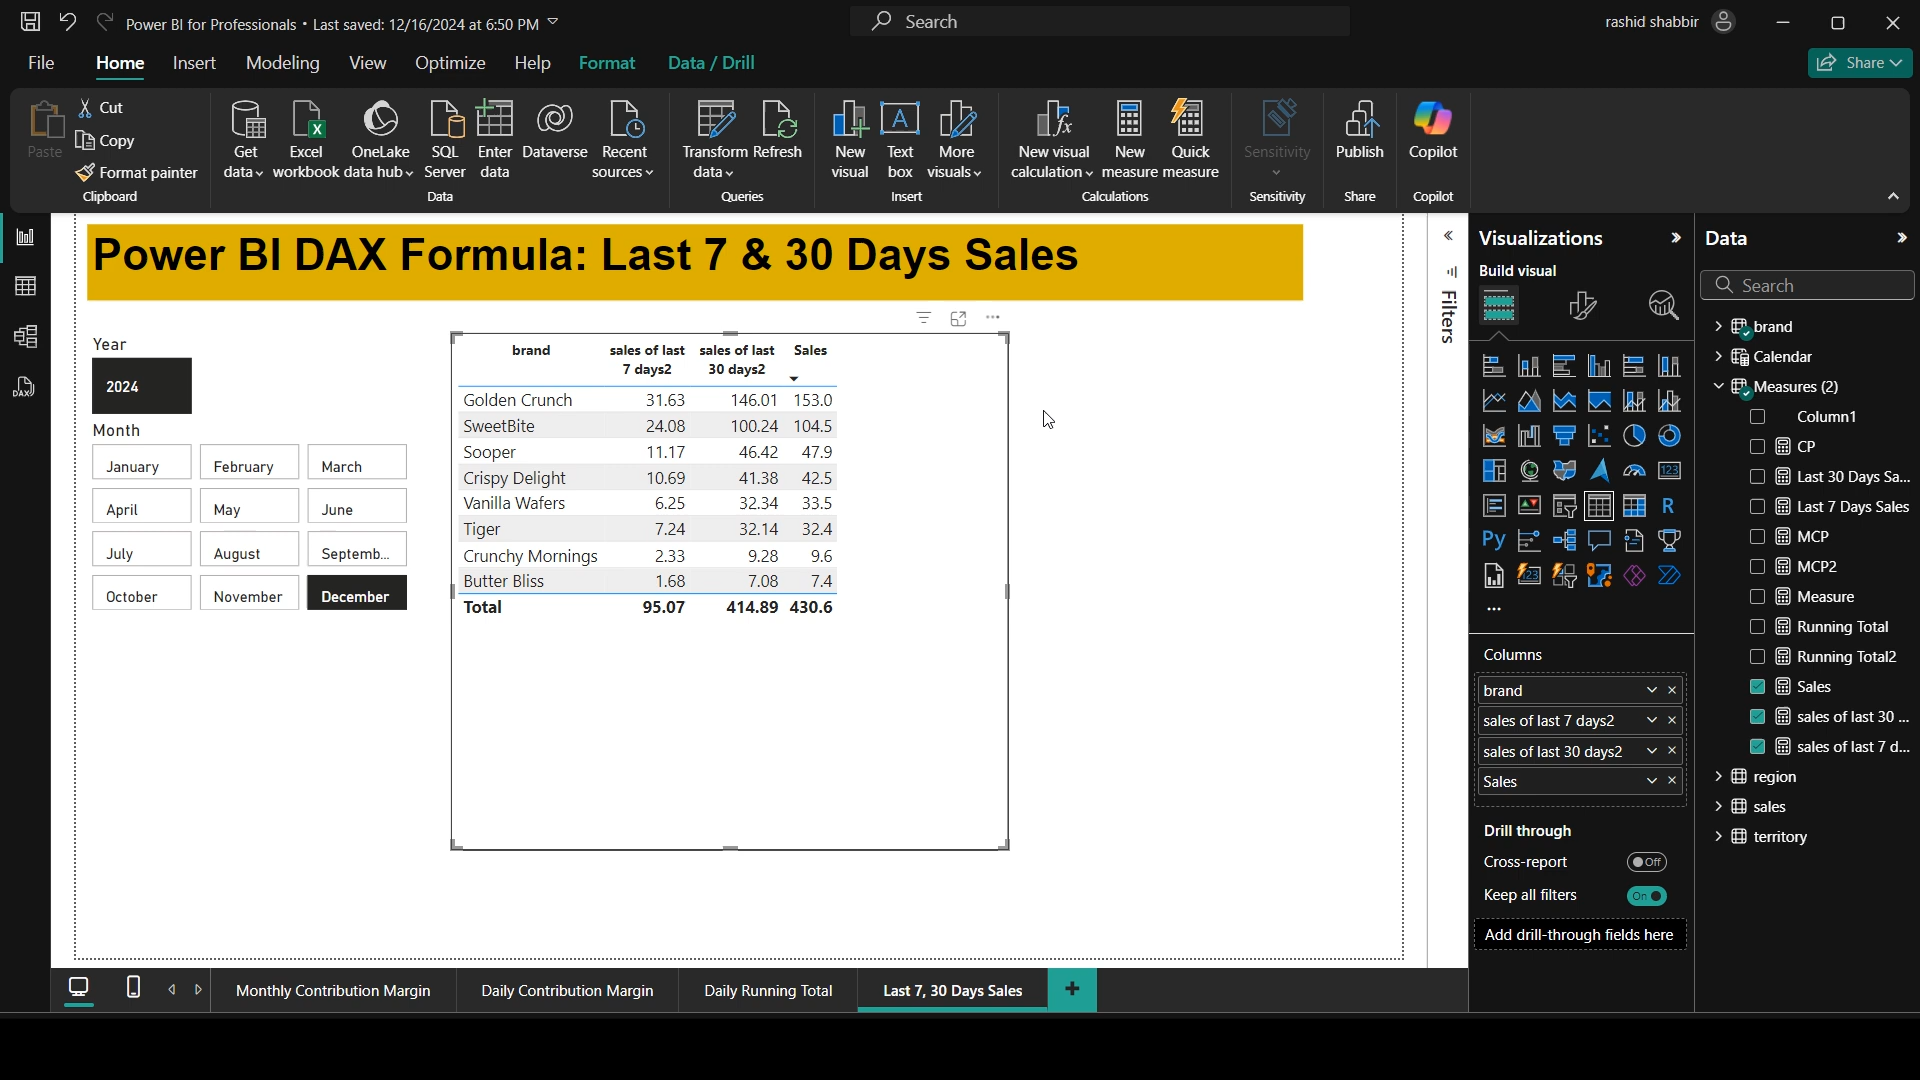 Power BI for Professionals • Last saved: 12/16/2024 at 6:50 PM
Search
rashid shabbir
File Home Insert Modeling View Optimize Help Format Data / Drill
Share
Paste
Cut
Copy
Format painter
Get data
Excel workbook
OneLake data hub
SQL Server
Enter data
Dataverse
Recent sources
Transform data
Refresh
New visual
Text box
More visuals
New visual calculation
New measure
Quick measure
Sensitivity
Publish
Copilot
Clipboard Data Queries Insert Calculations Sensitivity Share Copilot
Power BI DAX Formula: Last 7 & 30 Days Sales
Year
2024
Month
January February March
April May June
July August Septemb...
October November December
brand sales of last 7 days2 sales of last 30 days2 Sales
Golden Crunch 31.63 146.01 153.0
SweetBite 24.08 100.24 104.5
Sooper 11.17 46.42 47.9
Crispy Delight 10.69 41.38 42.5
Vanilla Wafers 6.25 32.34 33.5
Tiger 7.24 32.14 32.4
Crunchy Mornings 2.33 9.28 9.6
Butter Bliss 1.68 7.08 7.4
Total 95.07 414.89 430.6
Filters
Visualizations
Build visual
123
R
Py
123
Columns
brand
sales of last 7 days2
sales of last 30 days2
Sales
Drill through
Cross-report Off
Keep all filters On
Add drill-through fields here
Data
Search
brand
Calendar
Measures (2)
Column1
CP
Last 30 Days Sa...
Last 7 Days Sales
MCP
MCP2
Measure
Running Total
Running Total2
Sales
sales of last 30 ...
sales of last 7 d...
region
sales
territory
DAX
Monthly Contribution Margin Daily Contribution Margin Daily Running Total Last 7, 30 Days Sales +